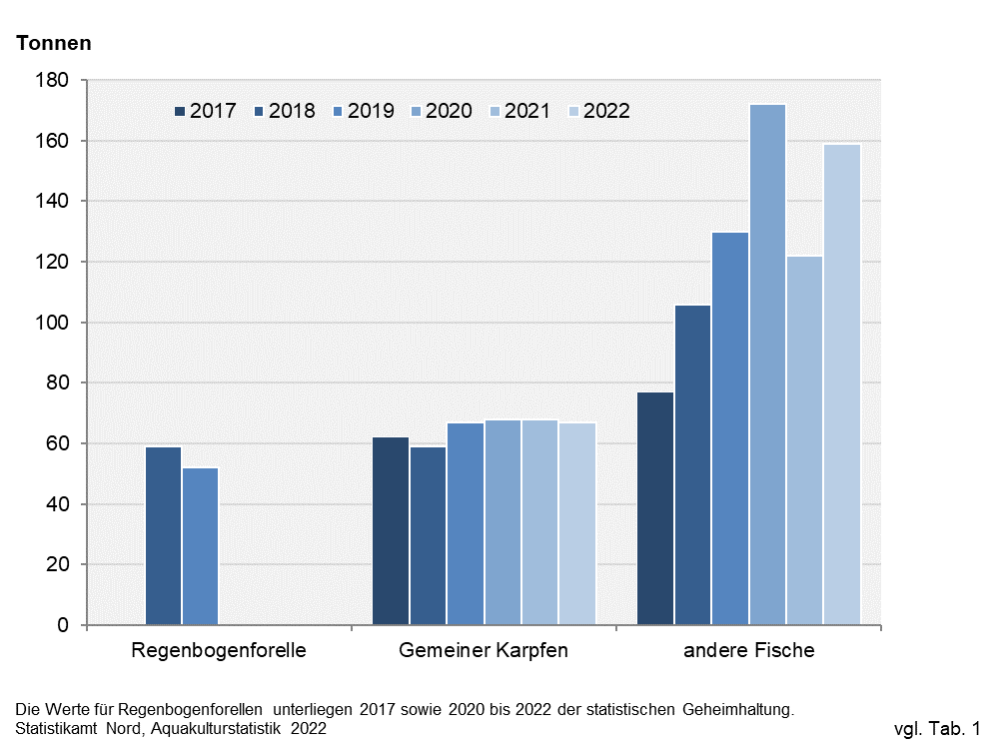 Tonnen
180
2017 2018 2019 2020 2021 2022
160
140
120
100
80
60
40
20
0
Regenbogenforelle Gemeiner Karpfen andere Fische
Die Werte für Regenbogenforellen unterliegen 2017 sowie 2020 bis 2022 der statistischen Geheimhaltung.
Statistikamt Nord, Aquakulturstatistik 2022
vgl. Tab. 1